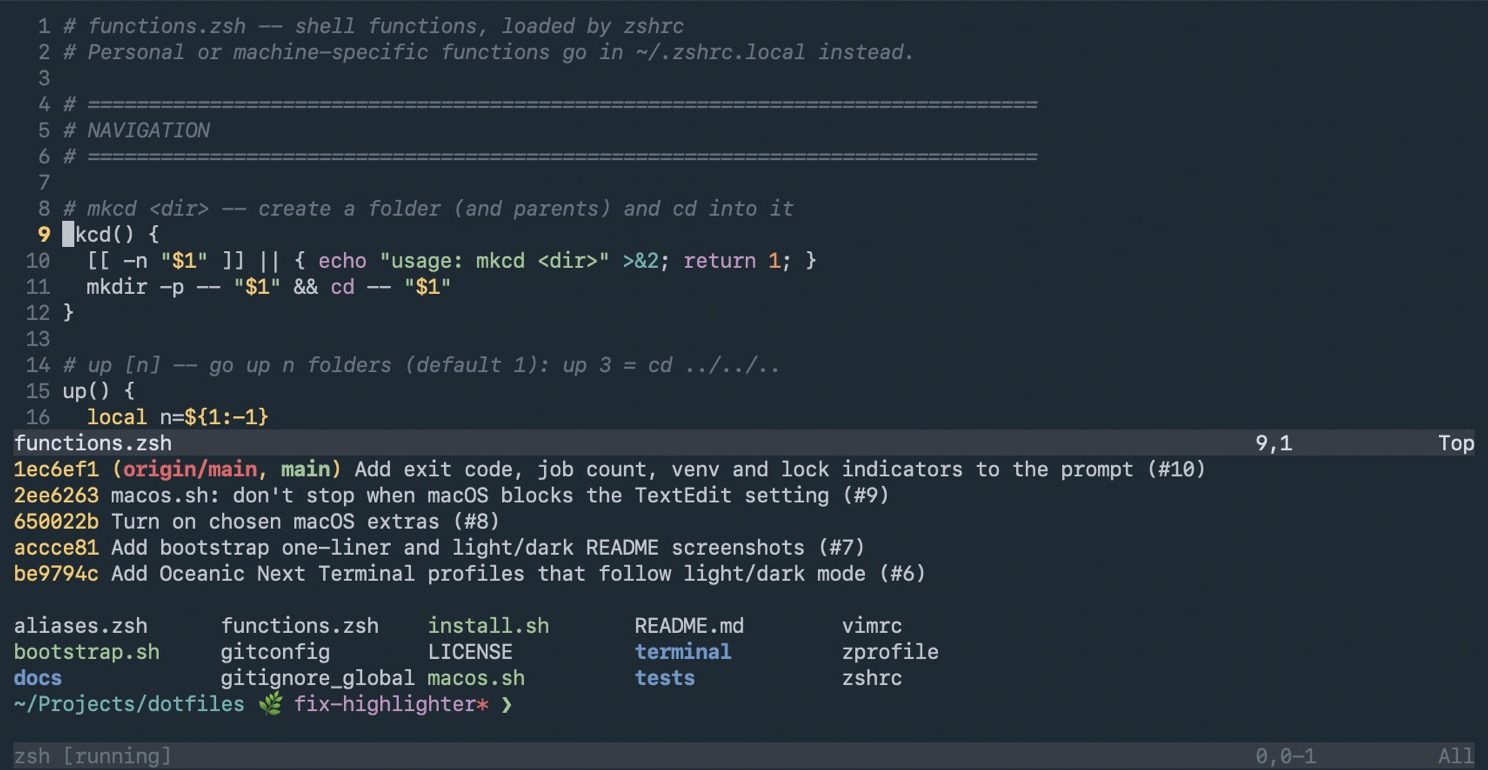 1 # functions.zsh -- shell functions, loaded by zshrc
2 # Personal or machine-specific functions go in ~/.zshrc.local instead.
3
4 # ==============================================================================
5 # NAVIGATION
6 # ==============================================================================
7
8 # mkcd <dir> -- create a folder (and parents) and cd into it
9 kcd() {
10   [[ -n "$1" ]] || { echo "usage: mkcd <dir>" >&2; return 1; }
11   mkdir -p -- "$1" && cd -- "$1"
12 }
13
14 # up [n] -- go up n folders (default 1): up 3 = cd ../../..
15 up() {
16   local n=${1:-1}
functions.zsh 9,1 Top
1ec6ef1 (origin/main, main) Add exit code, job count, venv and lock indicators to the prompt (#10)
2ee6263 macos.sh: don't stop when macOS blocks the TextEdit setting (#9)
650022b Turn on chosen macOS extras (#8)
accce81 Add bootstrap one-liner and light/dark README screenshots (#7)
be9794c Add Oceanic Next Terminal profiles that follow light/dark mode (#6)

aliases.zsh functions.zsh install.sh README.md vimrc
bootstrap.sh gitconfig LICENSE terminal zprofile
docs gitignore_global macos.sh tests zshrc
~/Projects/dotfiles 🌿 fix-highlighter* ❯
zsh [running] 0,0-1 All